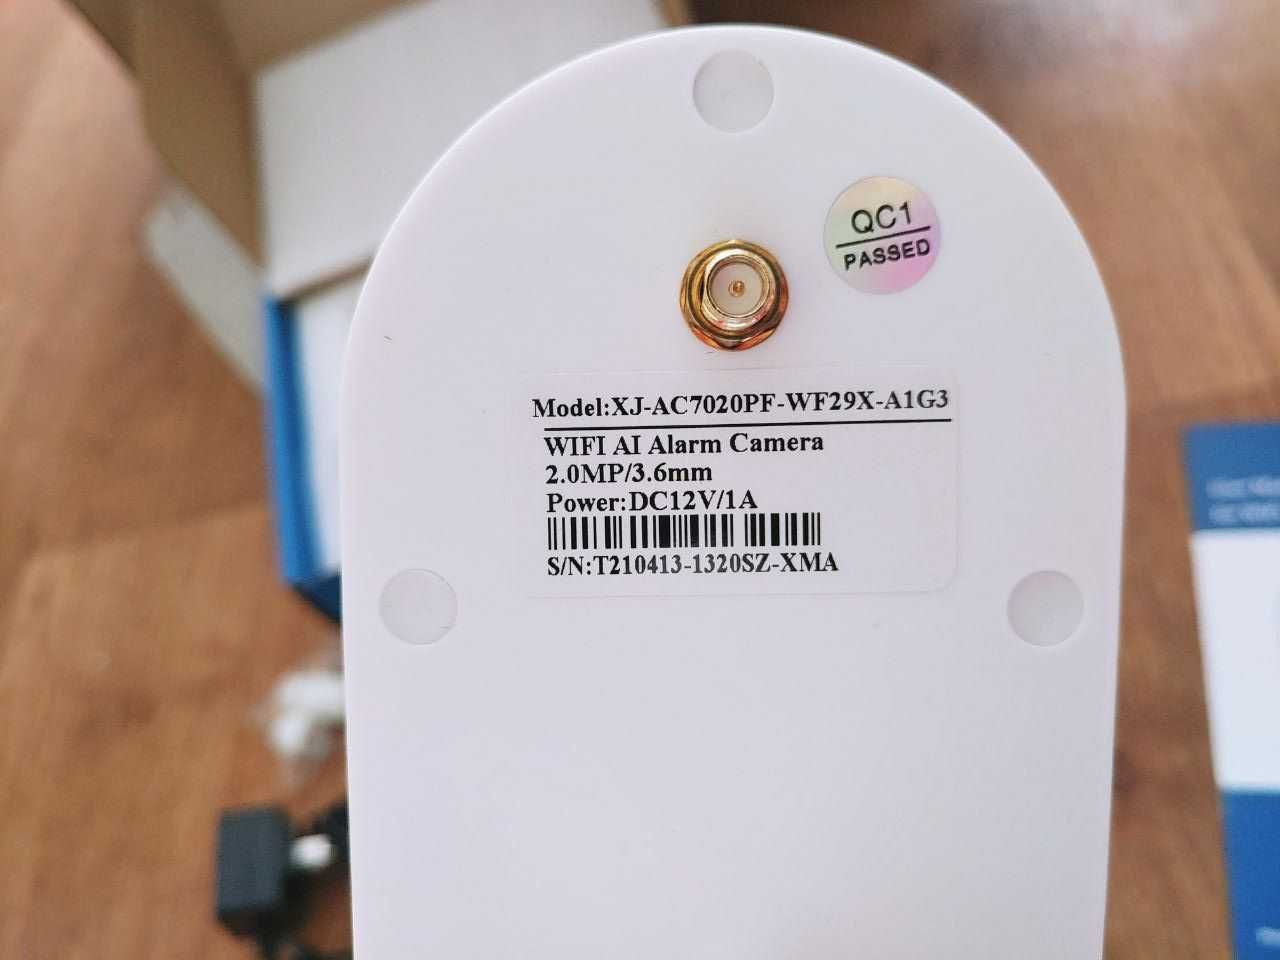 QC1
PASSED
Model:XJ-AC7020PF-WF29X-A1G3
WIFI AI Alarm Camera
2.0MP/3.6mm
Power:DC12V/1A
S/N:T210413-1320SZ-XMA